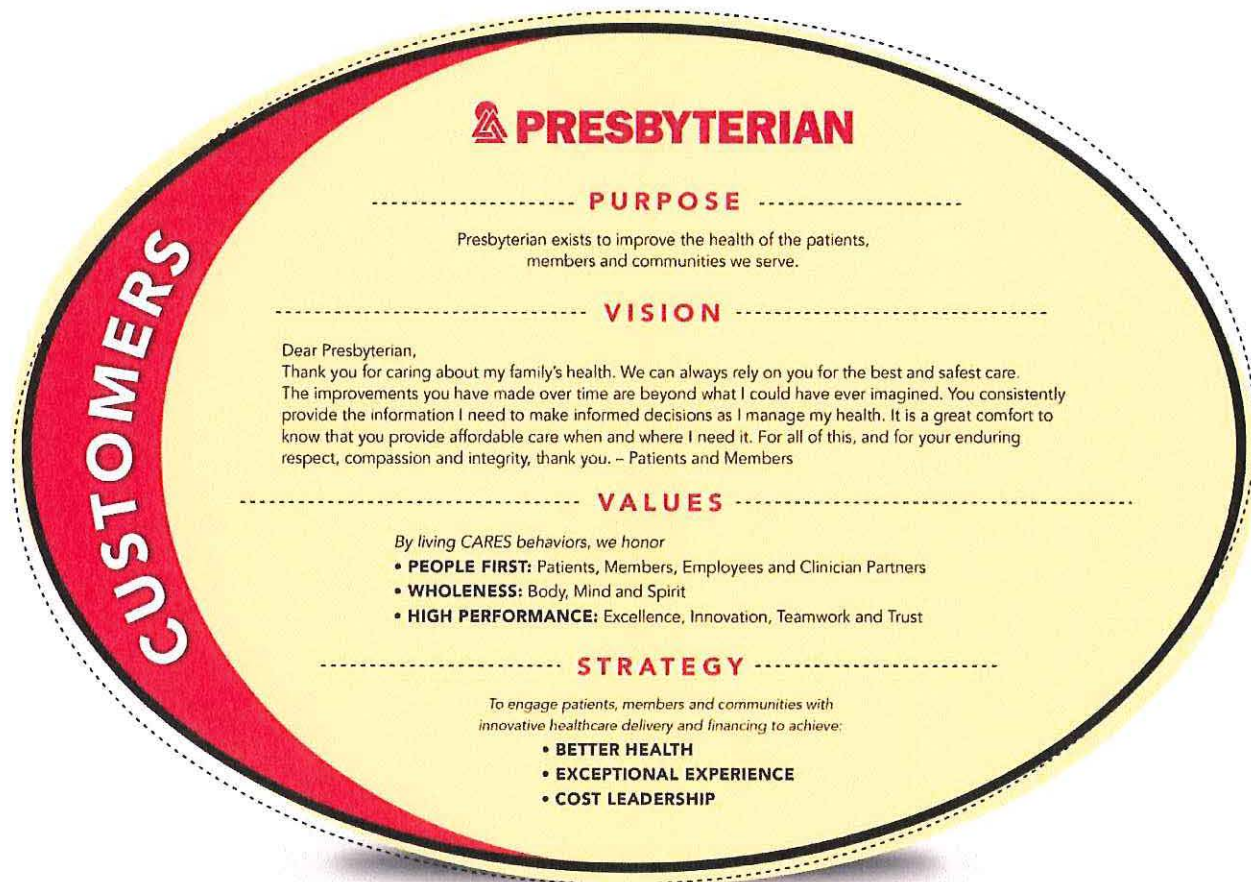 PRESBYTERIAN
PURPOSE
Presbyterian exists to improve the health of the patients,
members and communities we serve.
VISION
Dear Presbyterian,
Thank you for caring about my family's health. We can always rely on you for the best and safest care.
The improvements you have made over time are beyond what I could have ever imagined. You consistently
provide the information I need to make informed decisions as I manage my health. It is a great comfort to
know that you provide affordable care when and where I need it. For all of this, and for your enduring
respect, compassion and integrity, thank you. – Patients and Members
VALUES
By living CARES behaviors, we honor
• PEOPLE FIRST: Patients, Members, Employees and Clinician Partners
• WHOLENESS: Body, Mind and Spirit
• HIGH PERFORMANCE: Excellence, Innovation, Teamwork and Trust
STRATEGY
To engage patients, members and communities with
innovative healthcare delivery and financing to achieve:
• BETTER HEALTH
• EXCEPTIONAL EXPERIENCE
• COST LEADERSHIP
CUSTOMERS